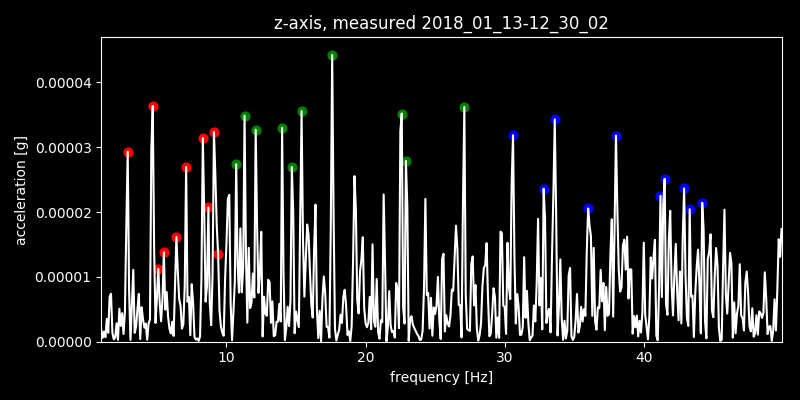 z-axis, measured 2018_01_13-12_30_02
acceleration [g]
0.00004
0.00003
0.00002
0.00001
0.00000
10 20 30 40
frequency [Hz]